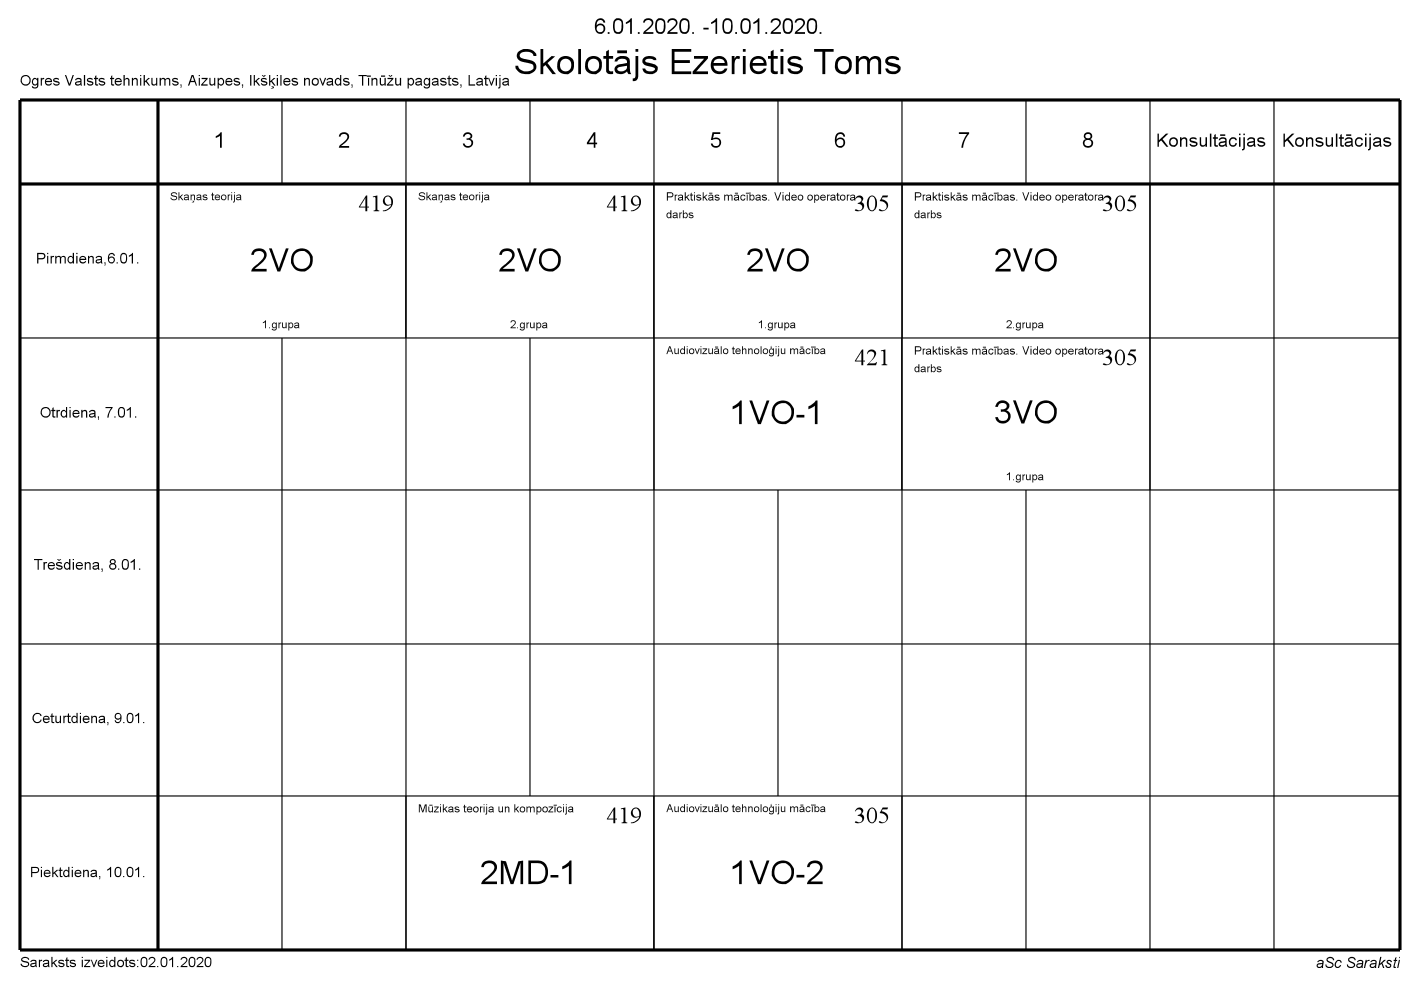 6.01.2020. -10.01.2020.
Skolotājs Ezerietis Toms
Ogres Valsts tehnikums, Aizupes, Ikšķiles novads, Tīnūžu pagasts, Latvija
1 2 3 4 5 6 7 8 Konsultācijas Konsultācijas
Pirmdiena,6.01.
Skaņas teorija 419
2VO
1.grupa
Skaņas teorija 419
2VO
2.grupa
Praktiskās mācības. Video operatora 305
darbs
2VO
1.grupa
Praktiskās mācības. Video operatora 305
darbs
2VO
2.grupa
Otrdiena, 7.01.
Audiovizuālo tehnoloģiju mācība 421
1VO-1
Praktiskās mācības. Video operatora 305
darbs
3VO
1.grupa
Trešdiena, 8.01.
Ceturtdiena, 9.01.
Piektdiena, 10.01.
Mūzikas teorija un kompozīcija 419
2MD-1
Audiovizuālo tehnoloģiju mācība 305
1VO-2
Saraksts izveidots:02.01.2020
aSc Saraksti